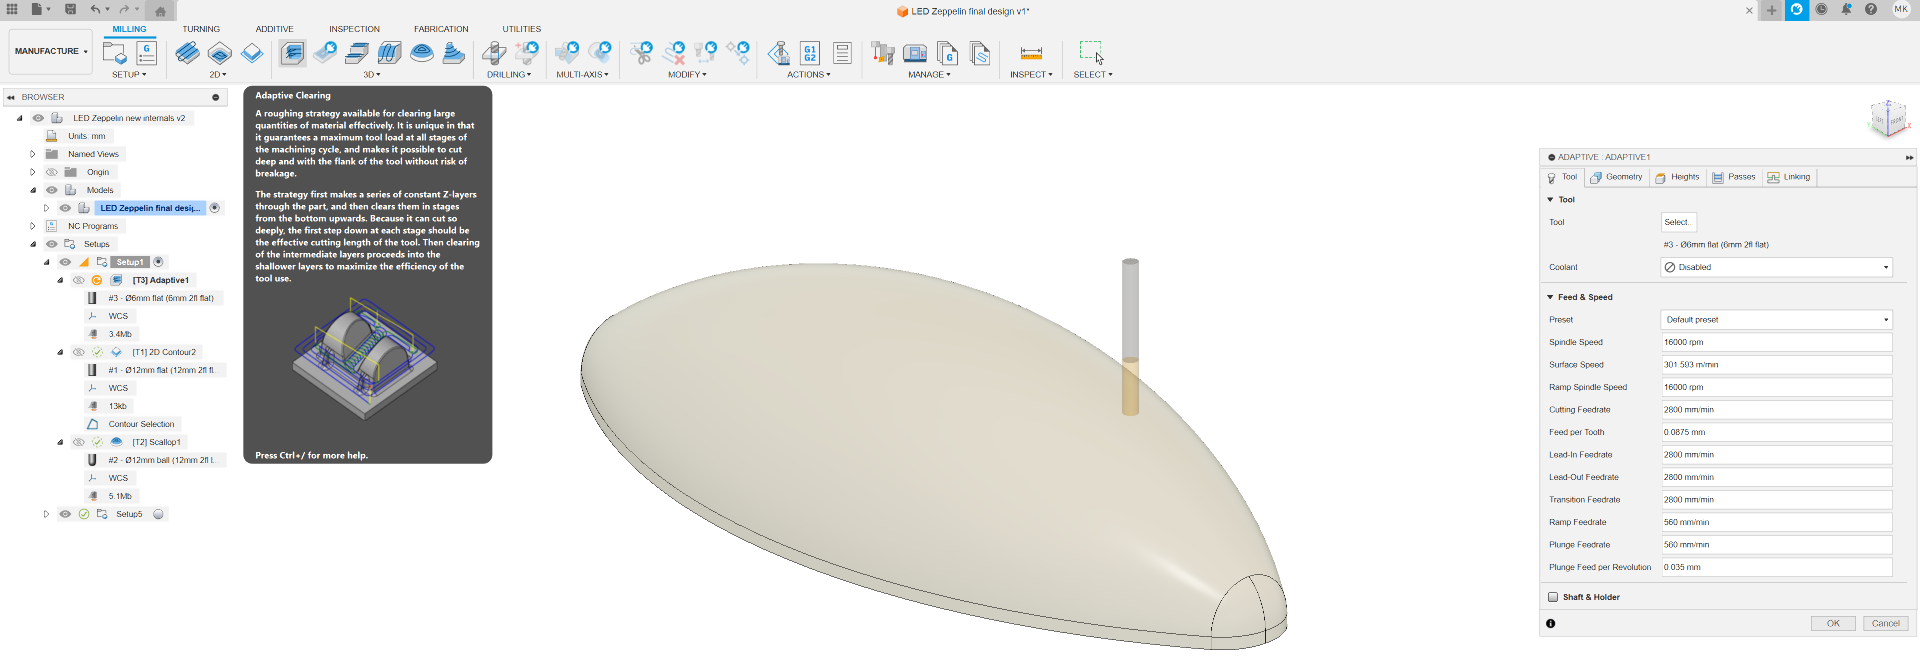 LED Zeppelin final design v1*
MK
MANUFACTURE
MILLING
TURNING
ADDITIVE
INSPECTION
FABRICATION
UTILITIES
G
G1
G2
G
SETUP
2D
3D
DRILLING
MULTI-AXIS
MODIFY
ACTIONS
MANAGE
INSPECT
SELECT
BROWSER
LED Zeppelin new internals v2
Units: mm
Named Views
Origin
Models
LED Zeppelin final desig...
NC Programs
Setups
Setup1
[T3] Adaptive1
#3 - Ø6mm flat (6mm 2fl flat)
WCS
3.4Mb
[T1] 2D Contour2
#1 - Ø12mm flat (12mm 2fl fl.
WCS
13kb
Contour Selection
[T2] Scallop1
#2 - Ø12mm ball (12mm 2fl l.
WCS
5.1Mb
Setup5
Adaptive Clearing
A roughing strategy available for clearing large
quantities of material effectively. It is unique in that
it guarantees a maximum tool load at all stages of
the machining cycle, and makes it possible to cut
deep and with the flank of the tool without risk of
breakage.
The strategy first makes a series of constant Z-layers
through the part, and then clears them in stages
from the bottom upwards. Because it can cut so
deeply, the first step down at each stage should be
the effective cutting length of the tool. Then clearing
of the intermediate layers proceeds into the
shallower layers to maximize the efficiency of the
tool use.
Press Ctrl+/ for more help.
Z
LEFT
FRONT
X
ADAPTIVE : ADAPTIVE1
Tool
Geometry
Heights
Passes
Linking
Tool
Tool
Select.
#3 - Ø6mm flat (6mm 2fl flat)
Coolant
Disabled
Feed & Speed
Preset
Default preset
Spindle Speed
16000 rpm
Surface Speed
301.593 m/min
Ramp Spindle Speed
16000 rpm
Cutting Feedrate
2800 mm/min
Feed per Tooth
0.0875 mm
Lead-In Feedrate
2800 mm/min
Lead-Out Feedrate
2800 mm/min
Transition Feedrate
2800 mm/min
Ramp Feedrate
560 mm/min
Plunge Feedrate
560 mm/min
Plunge Feed per Revolution
0.035 mm
Shaft & Holder
OK
Cancel